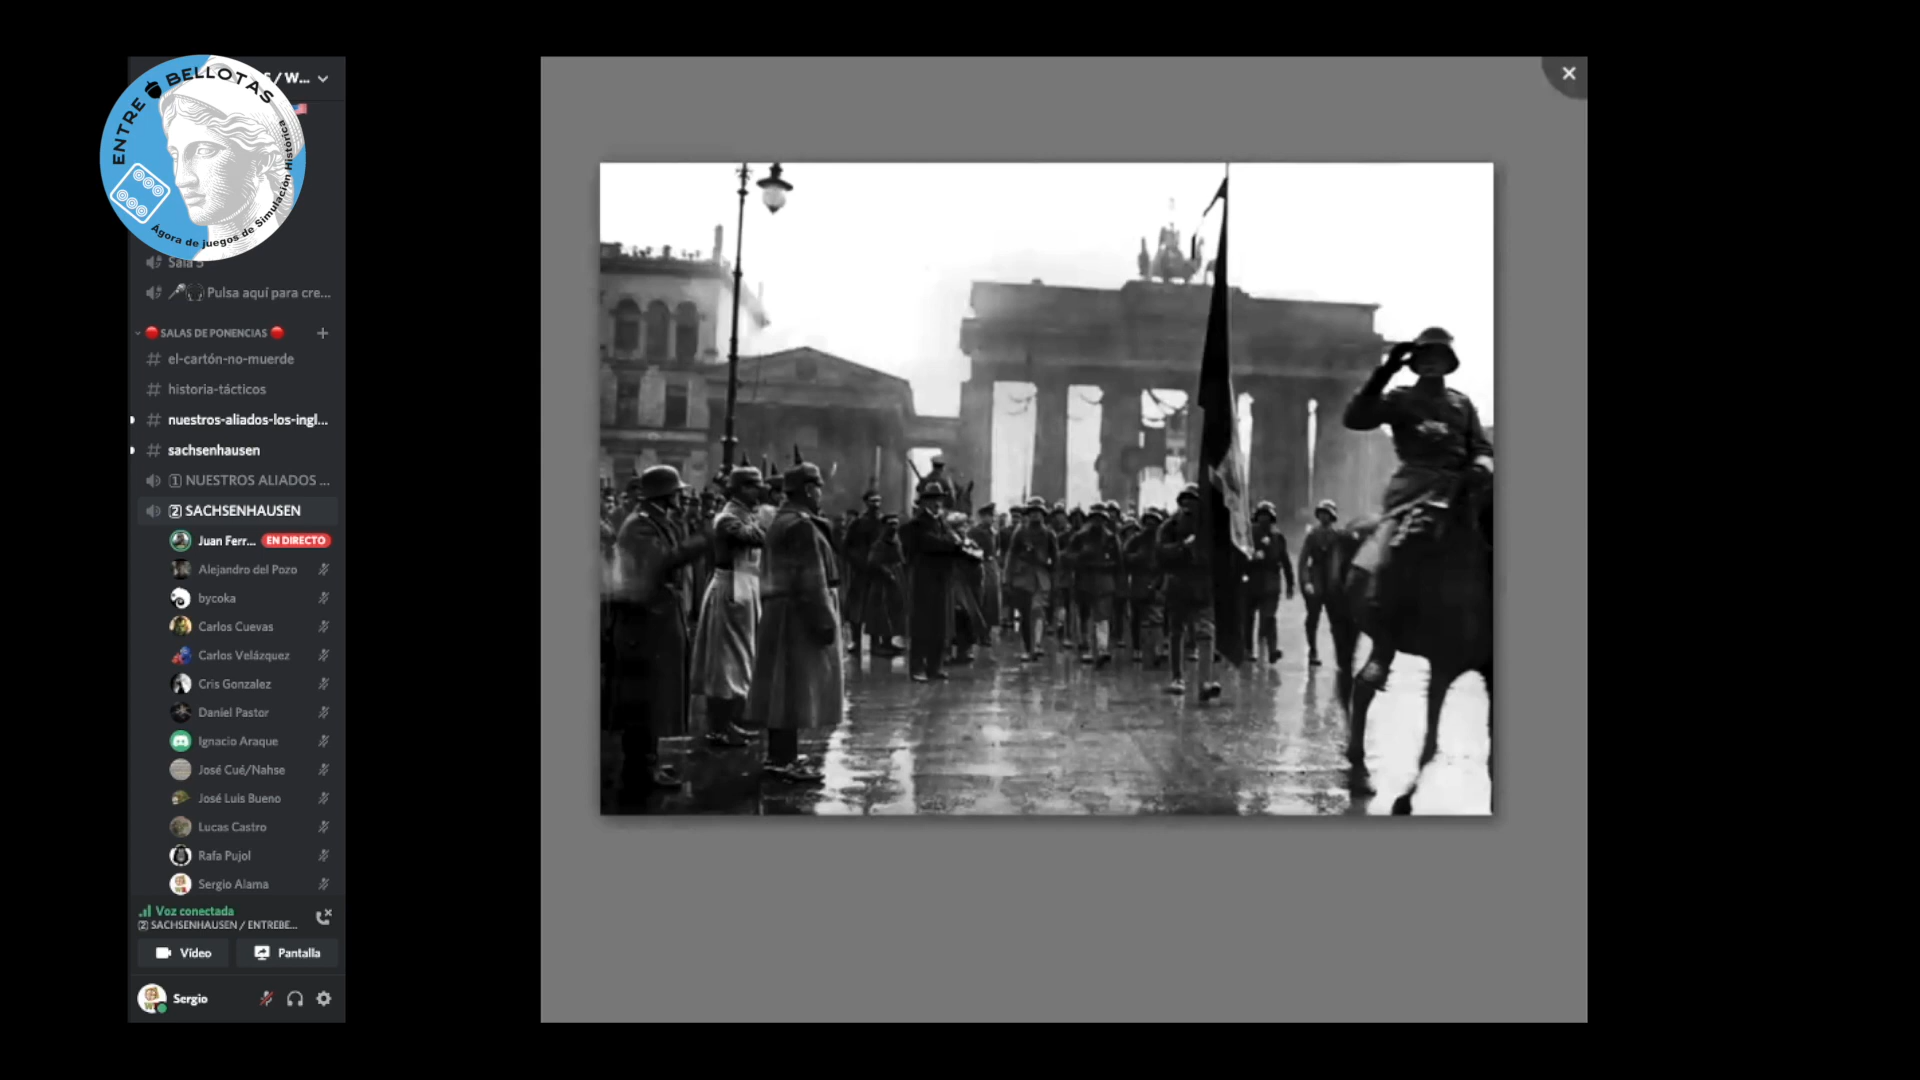 ENTRE BELLOTAS
Ágora de juegos de Simulación Histórica
/ W...
Sala 5
Pulsa aquí para cre...
SALAS DE PONENCIAS
# el-cartón-no-muerde
# historia-tácticos
# nuestros-aliados-los-ingl...
# sachsenhausen
1 NUESTROS ALIADOS ...
2 SACHSENHAUSEN
Juan Ferr... EN DIRECTO
Alejandro del Pozo
bycoka
Carlos Cuevas
Carlos Velázquez
Cris Gonzalez
Daniel Pastor
Ignacio Araque
José Cué/Nahse
José Luis Bueno
Lucas Castro
Rafa Pujol
Sergio Alama
Voz conectada
2 SACHSENHAUSEN / ENTREBE...
Vídeo Pantalla
Sergio